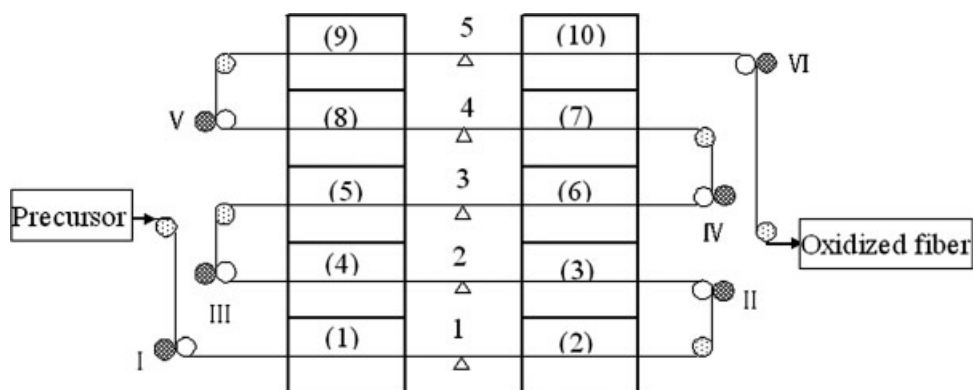 (9) 5 (10)
VI
V (8) 4 (7)
(5) 3 (6)
Precursor
IV Oxidized fiber
(4) 2 (3)
III II
(1) 1 (2)
I